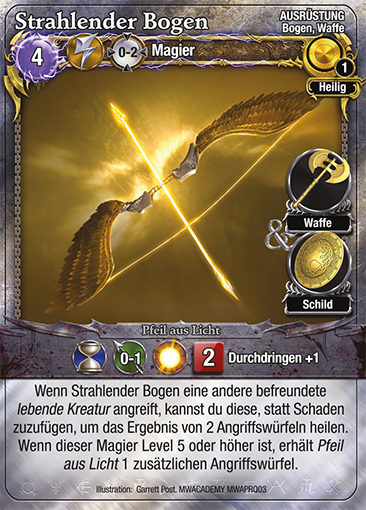 Strahlender Bogen
AUSRÜSTUNG
Bogen, Waffe
4
0-2
Magier
1
Heilig
Waffe
&
Schild
Pfeil aus Licht
0-1
2
Durchdringen +1
Wenn Strahlender Bogen eine andere befreundete
lebende Kreatur angreift, kannst du diese, statt Schaden
zuzufügen, um das Ergebnis von 2 Angriffswürfeln heilen.
Wenn dieser Magier Level 5 oder höher ist, erhält Pfeil
aus Licht 1 zusätzlichen Angriffswürfel.
Illustration: Garrett Post. MWACADEMY MWAPRQ03